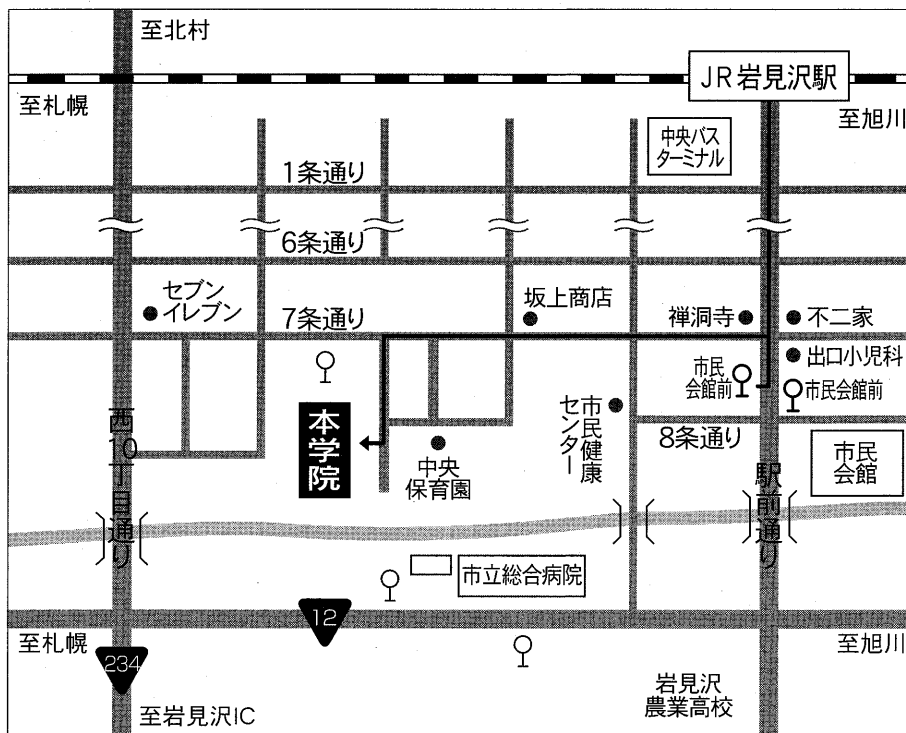 至北村
JR岩見沢駅
至札幌
至旭川
中央バス
ターミナル
1条通り
6条通り
セブン
イレブン
7条通り
坂上商店
禅洞寺
不二家
出口小児科
市民
会館前
市民会館前
本学院
中央
保育園
市民健康
センター
8条通り
市民
会館
西10丁目通り
駅前通り
市立総合病院
12
至札幌
至旭川
234
至岩見沢IC
岩見沢
農業高校